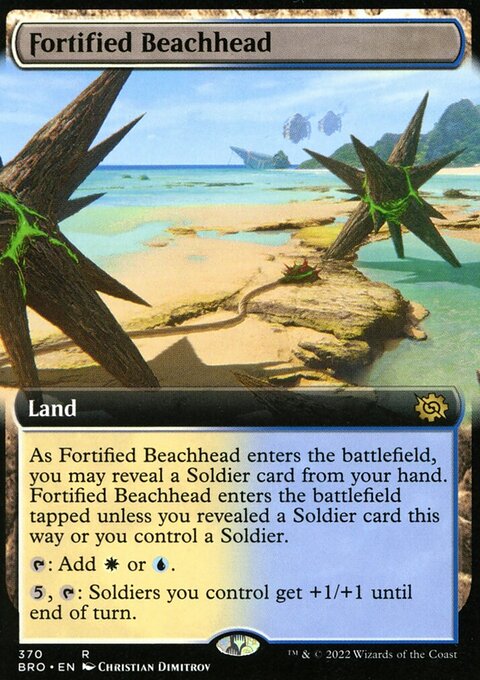 Fortified Beachhead
Land
As Fortified Beachhead enters the battlefield,
you may reveal a Soldier card from your hand.
Fortified Beachhead enters the battlefield
tapped unless you revealed a Soldier card this
way or you control a Soldier.
: Add or .
5, : Soldiers you control get +1/+1 until
end of turn.
370 R
BRO • EN Christian Dimitrov
™ & © 2022 Wizards of the Coast